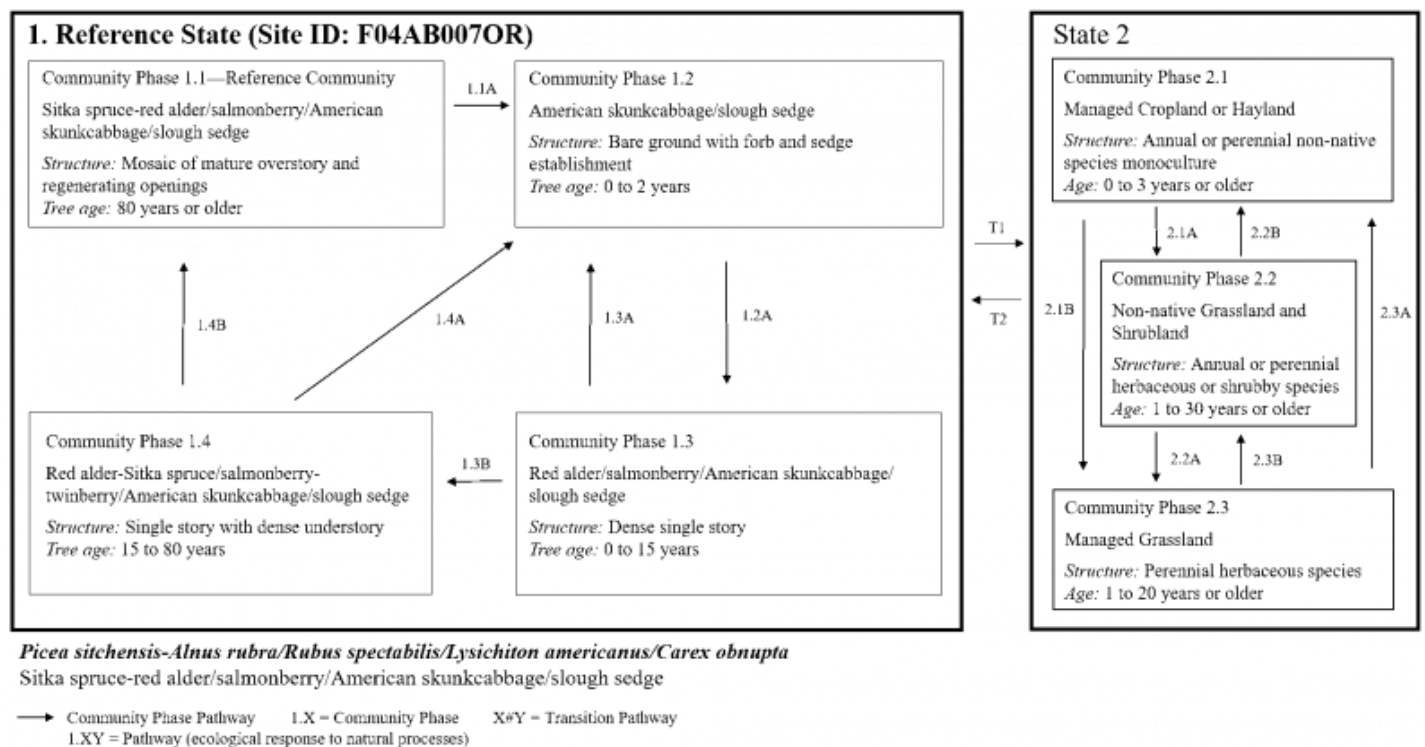 1. Reference State (Site ID: F04AB007OR)
Community Phase 1.1—Reference Community
Sitka spruce-red alder/salmonberry/American
skunkcabbage/slough sedge
Structure: Mosaic of mature overstory and
regenerating openings
Tree age: 80 years or older
1.1A
Community Phase 1.2
American skunkcabbage/slough sedge
Structure: Bare ground with forb and sedge
establishment
Tree age: 0 to 2 years
1.4B
1.4A
1.3A
1.2A
Community Phase 1.4
Red alder-Sitka spruce/salmonberry-
twinberry/American skunkcabbage/slough sedge
Structure: Single story with dense understory
Tree age: 15 to 80 years
1.3B
Community Phase 1.3
Red alder/salmonberry/American skunkcabbage/
slough sedge
Structure: Dense single story
Tree age: 0 to 15 years
T1
T2
State 2
Community Phase 2.1
Managed Cropland or Hayland
Structure: Annual or perennial non-native
species monoculture
Age: 0 to 3 years or older
2.1A
2.2B
2.1B
2.3A
Community Phase 2.2
Non-native Grassland and
Shrubland
Structure: Annual or perennial
herbaceous or shrubby species
Age: 1 to 30 years or older
2.2A
2.3B
Community Phase 2.3
Managed Grassland
Structure: Perennial herbaceous species
Age: 1 to 20 years or older
Picea sitchensis-Alnus rubra/Rubus spectabilis/Lysichiton americanus/Carex obnupta
Sitka spruce-red alder/salmonberry/American skunkcabbage/slough sedge
Community Phase Pathway 1.X = Community Phase X#Y = Transition Pathway
1.XY = Pathway (ecological response to natural processes)